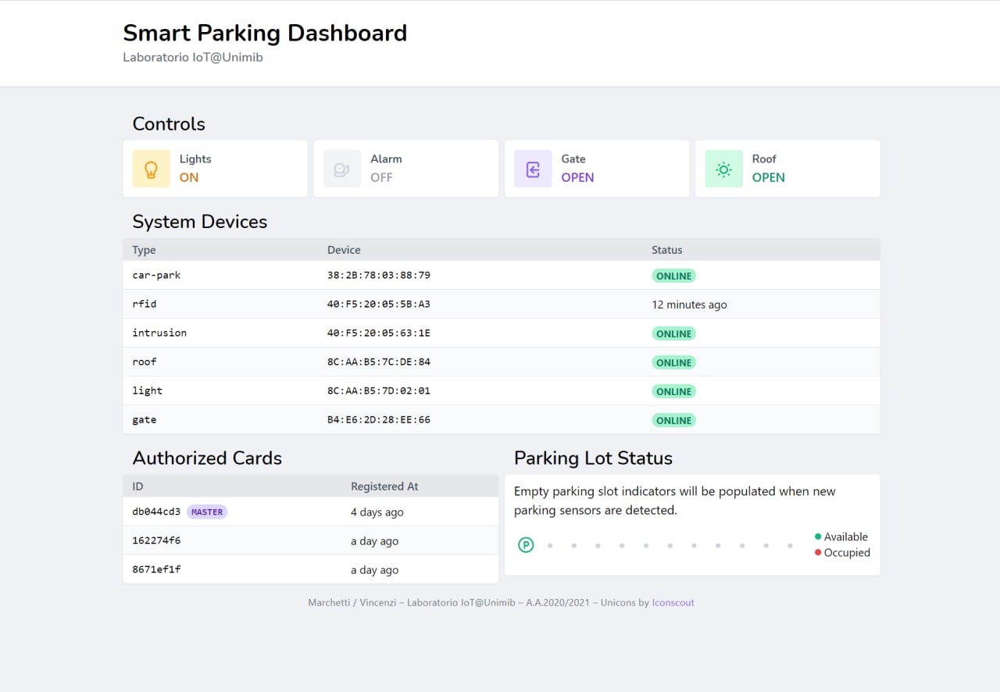 Smart Parking Dashboard
Laboratorio IoT@Unimib
Controls
Lights
ON
Alarm
OFF
Gate
OPEN
Roof
OPEN
System Devices
Type Device Status
car-park 38:2B:78:03:88:79 ONLINE
rfid 40:F5:20:05:5B:A3 12 minutes ago
intrusion 40:F5:20:05:63:1E ONLINE
roof 8C:AA:B5:7C:DE:84 ONLINE
light 8C:AA:B5:7D:02:01 ONLINE
gate B4:E6:2D:28:EE:66 ONLINE
Authorized Cards
ID Registered At
db044cd3 MASTER 4 days ago
162274f6 a day ago
8671ef1f a day ago
Parking Lot Status
Empty parking slot indicators will be populated when new
parking sensors are detected.
P
Available
Occupied
Marchetti / Vincenzi – Laboratorio IoT@Unimib – A.A.2020/2021 – Unicons by Iconscout